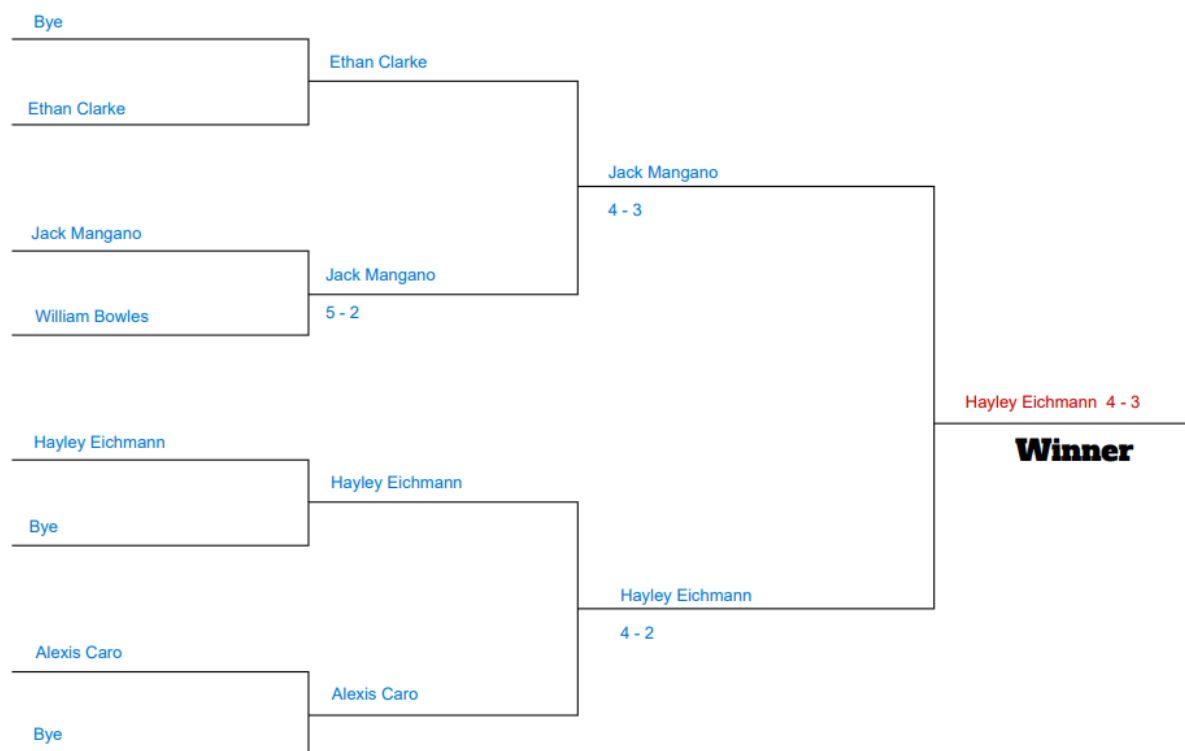 Bye
Ethan Clarke
Ethan Clarke
Jack Mangano
4 - 3
Jack Mangano
Jack Mangano
5 - 2
William Bowles
Hayley Eichmann 4 - 3
Winner
Hayley Eichmann
Hayley Eichmann
Bye
Hayley Eichmann
4 - 2
Alexis Caro
Alexis Caro
Bye